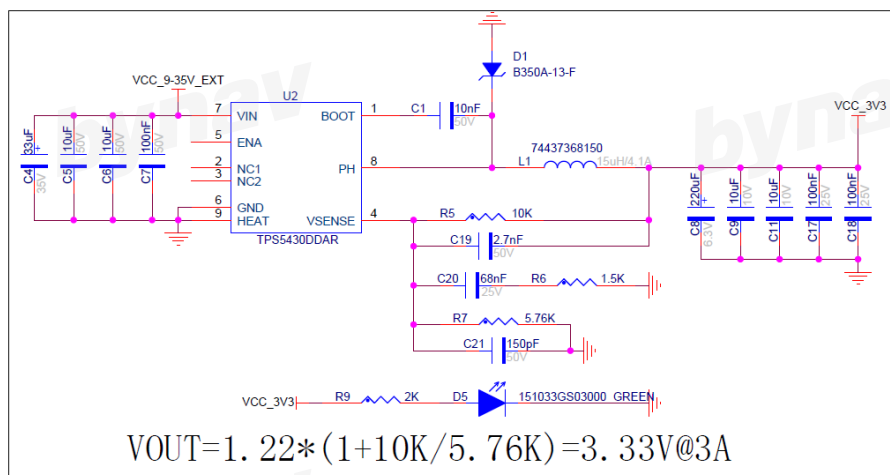 D1
B350A-13-F
VCC_9-35V_EXT
U2
VCC_3V3
7 VIN BOOT 1
C1 10nF
50V
C4 33uF + 35V
C5 10uF 50V
C6 10uF 50V
C7 100nF 50V
5 ENA
74437368150
2 NC1 PH 8
L1 15uH/4.1A
3 NC2
6 GND
9 HEAT VSENSE 4
TPS5430DDAR
R5 10K
C8 220uF + 6.3V
C9 10uF 10V
C11 10uF 10V
C17 100nF 25V
C18 100nF 25V
C19 2.7nF
50V
C20 68nF R6 1.5K
25V
R7 5.76K
C21 150pF
50V
VCC_3V3 R9 2K D5 151033GS03000 GREEN
VOUT=1.22*(1+10K/5.76K)=3.33V@3A
bynav
bynav